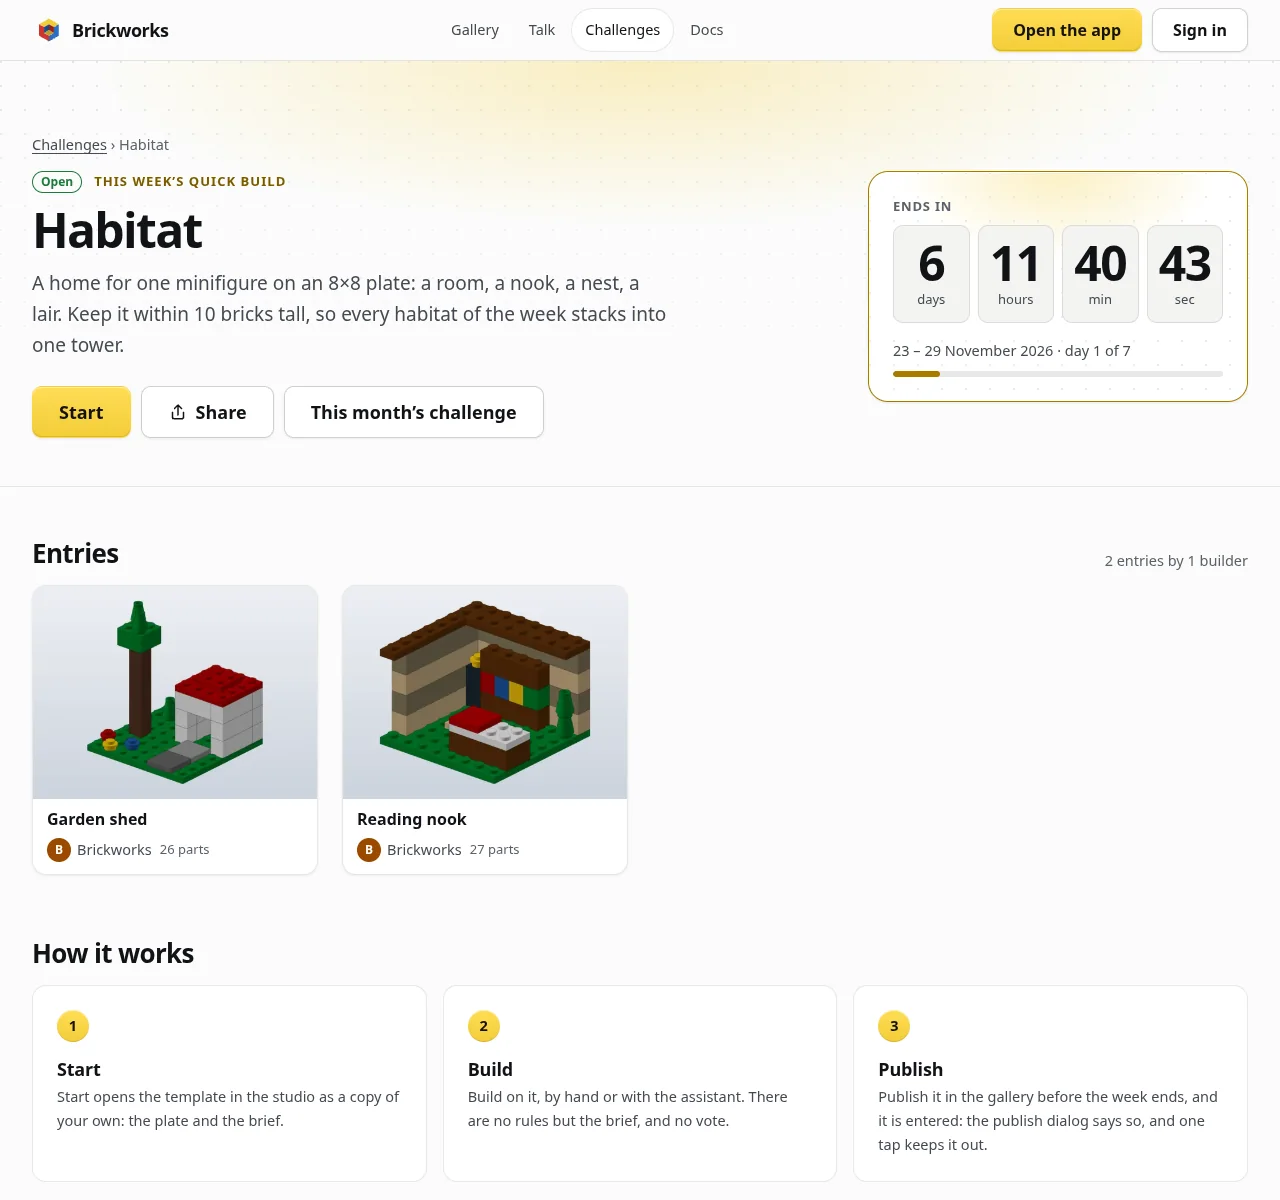 Brickworks
Gallery
Talk
Challenges
Docs
Open the app
Sign in
Challenges › Habitat
Open
THIS WEEK’S QUICK BUILD
Habitat
A home for one minifigure on an 8×8 plate: a room, a nook, a nest, a
lair. Keep it within 10 bricks tall, so every habitat of the week stacks into
one tower.
Start
Share
This month’s challenge
ENDS IN
6
days
11
hours
40
min
43
sec
23 – 29 November 2026 · day 1 of 7
Entries
2 entries by 1 builder
Garden shed
B Brickworks 26 parts
Reading nook
B Brickworks 27 parts
How it works
1
Start
Start opens the template in the studio as a copy of
your own: the plate and the brief.
2
Build
Build on it, by hand or with the assistant. There
are no rules but the brief, and no vote.
3
Publish
Publish it in the gallery before the week ends, and
it is entered: the publish dialog says so, and one
tap keeps it out.